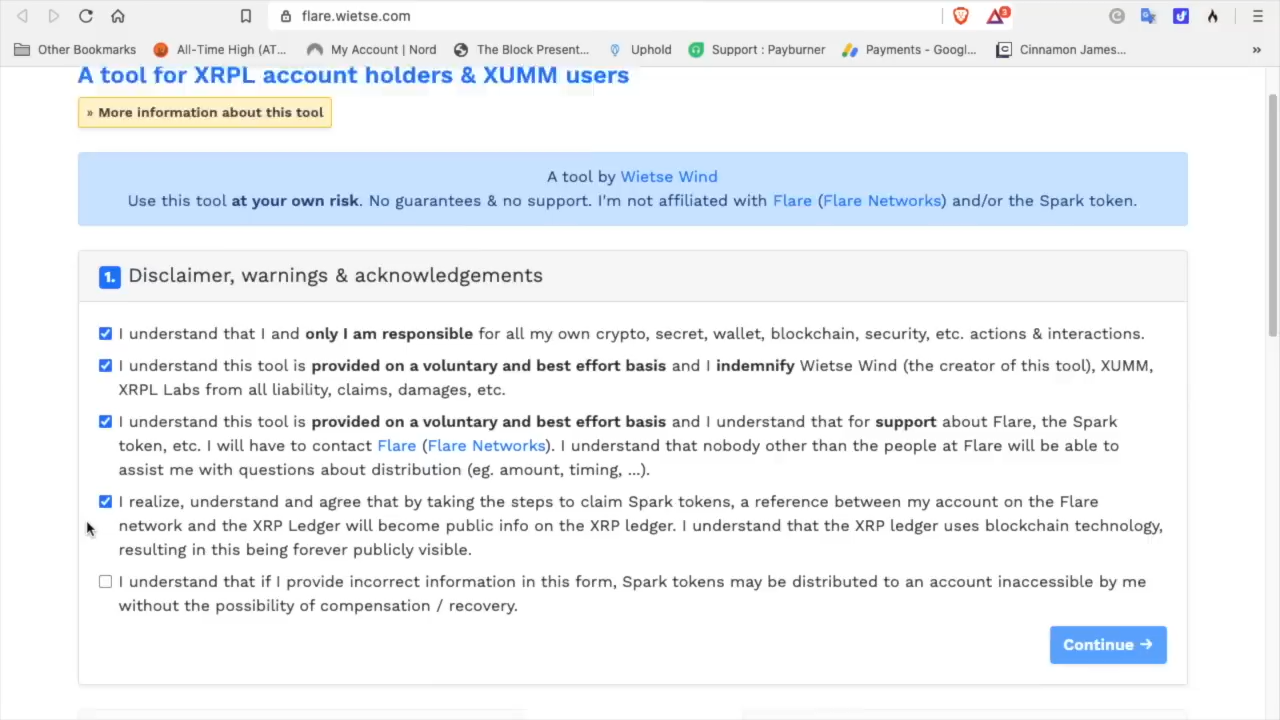 flare.wietse.com
3
Other Bookmarks
All-Time High (AT...
My Account | Nord
The Block Present...
Uphold
Support : Payburner
Payments - Googl...
Cinnamon James...
»
A tool for XRPL account holders & XUMM users
» More information about this tool
A tool by Wietse Wind
Use this tool at your own risk. No guarantees & no support. I'm not affiliated with Flare (Flare Networks) and/or the Spark token.
1. Disclaimer, warnings & acknowledgements
I understand that I and only I am responsible for all my own crypto, secret, wallet, blockchain, security, etc. actions & interactions.
I understand this tool is provided on a voluntary and best effort basis and I indemnify Wietse Wind (the creator of this tool), XUMM,
XRPL Labs from all liability, claims, damages, etc.
I understand this tool is provided on a voluntary and best effort basis and I understand that for support about Flare, the Spark
token, etc. I will have to contact Flare (Flare Networks). I understand that nobody other than the people at Flare will be able to
assist me with questions about distribution (eg. amount, timing, ...).
I realize, understand and agree that by taking the steps to claim Spark tokens, a reference between my account on the Flare
network and the XRP Ledger will become public info on the XRP ledger. I understand that the XRP ledger uses blockchain technology,
resulting in this being forever publicly visible.
I understand that if I provide incorrect information in this form, Spark tokens may be distributed to an account inaccessible by me
without the possibility of compensation / recovery.
Continue →